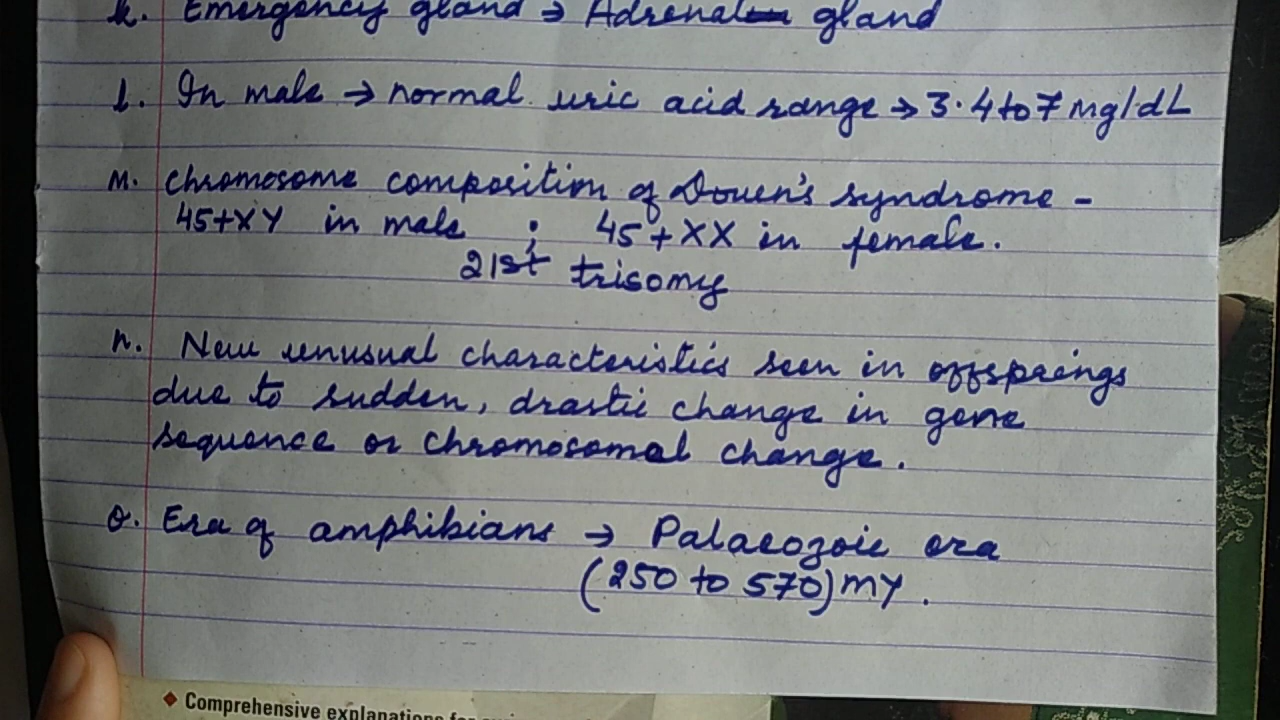 k. Emergency gland → Adrenal gland
l. In male → normal uric acid range → 3.4 to 7 mg/dL
M. Chromosome composition of Down's syndrome -
45+XY in male ; 45+XX in female.
21st trisomy
n. New unusual characteristics seen in offsprings
due to sudden, drastic change in gene
sequence or chromosomal change.
o. Era of amphibians → Palaeozoic era
(250 to 570) my.
◆ Comprehensive explanations for